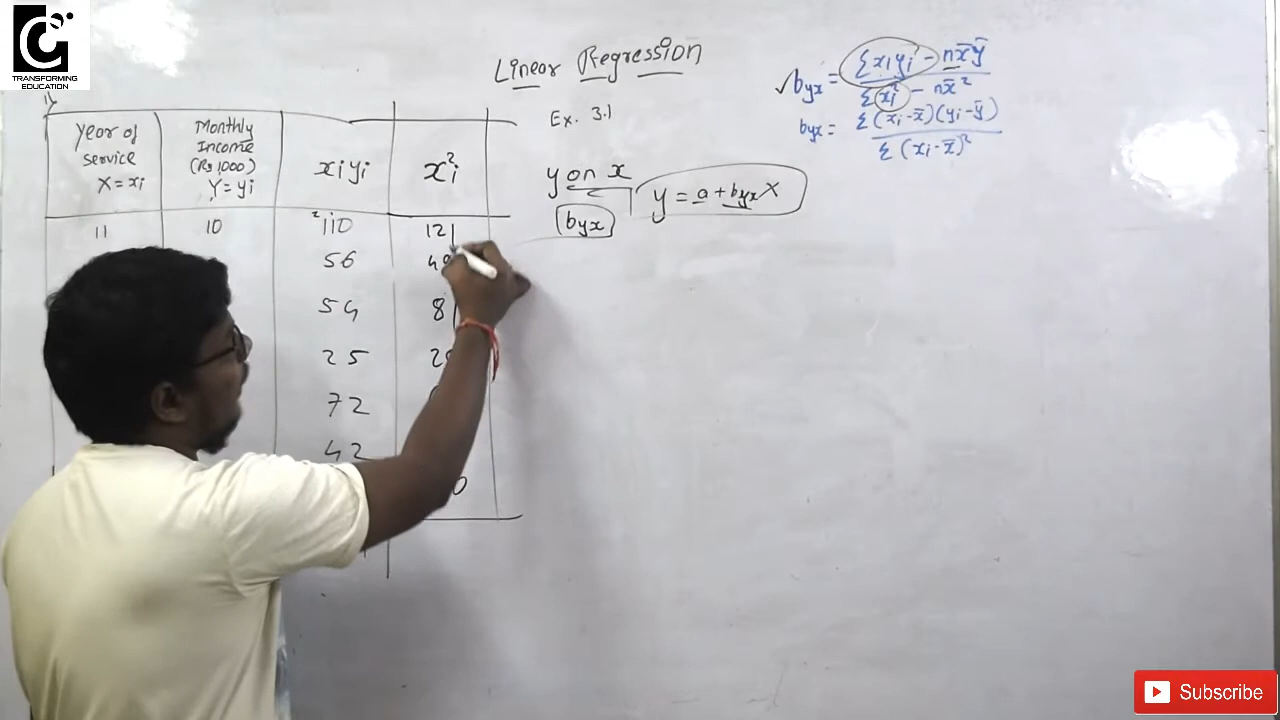 G
TRANSFORMING
EDUCATION
Linear Regression
Ex. 3.1
y on x
byx
y = a + byx X
byx = Σxiyi - nx̄ȳ
Σxi² - nx̄²
byx = Σ(xi-x̄)(yi-ȳ)
Σ(xi-x̄)²
Year of service X=xi
Monthly Income (Rs 1000) Y=yi
xiyi
x²i
11 10 110 121
56
54 81
25
72
42
Subscribe